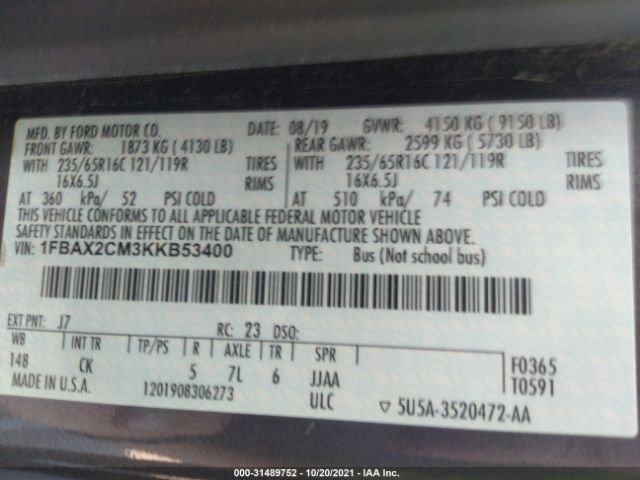 MFD. BY FORD MOTOR CO. DATE: 08/19 GVWR: 4150 KG ( 9150 LB)
FRONT GAWR: 1873 KG ( 4130 LB) REAR GAWR: 2599 KG ( 5730 LB)
WITH 235/65R16C 121/119R TIRES WITH 235/65R16C 121/119R TIRES
16X6.5J RIMS 16X6.5J RIMS
AT 360 kPa/ 52 PSI COLD AT 510 kPa/ 74 PSI COLD
THIS VEHICLE CONFORMS TO ALL APPLICABLE FEDERAL MOTOR VEHICLE
SAFETY STANDARDS IN EFFECT ON THE DATE OF MANUFACTURE SHOWN ABOVE.
VIN: 1FBAX2CM3KKB53400 TYPE: Bus (Not school bus)
EXT PNT: J7 RC: 23 DSO:
WB INT TR TP/PS R AXLE TR SPR F0365
148 CK 5 7L 6 JJAA T0591
MADE IN U.S.A. 1201908306273 ULC ▽ 5U5A-3520472-AA
000-31489752 - 10/20/2021 - IAA Inc.